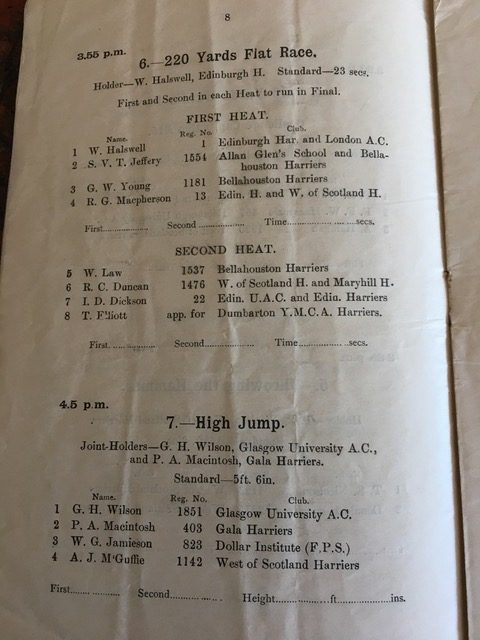 8
3.55 p.m.
6.—220 Yards Flat Race.
Holder—W. Halswell, Edinburgh H. Standard—23 secs.
First and Second in each Heat to run in Final.
FIRST HEAT.
Name. Reg. No. Club.
1 W. Halswell 1 Edinburgh Har. and London A.C.
2 S. V. T. Jeffery 1554 Allan Glen's School and Bella-
houston Harriers
3 G. W. Young 1181 Bellahouston Harriers
4 R. G. Macpherson 13 Edin. H. and W. of Scotland H.
First.................. Second .................. Time....................secs.
SECOND HEAT.
5 W. Law 1537 Bellahouston Harriers
6 R. C. Duncan 1476 W. of Scotland H. and Maryhill H.
7 I. D. Dickson 22 Edin. U.A.C. and Edin. Harriers
8 T. Elliott app. for Dumbarton Y.M.C.A. Harriers.
First.................. Second.................... Time....................secs.
4.5 p.m.
7.—High Jump.
Joint-Holders—G. H. Wilson, Glasgow University A.C.,
and P. A. Macintosh, Gala Harriers.
Standard—5ft. 6in.
Name. Reg. No. Club.
1 G. H. Wilson 1851 Glasgow University A.C.
2 P. A. Macintosh 403 Gala Harriers
3 W. G. Jamieson 823 Dollar Institute (F.P.S.)
4 A. J. M'Guffie 1142 West of Scotland Harriers
First.................. Second..................... Height....................ft.....................ins.